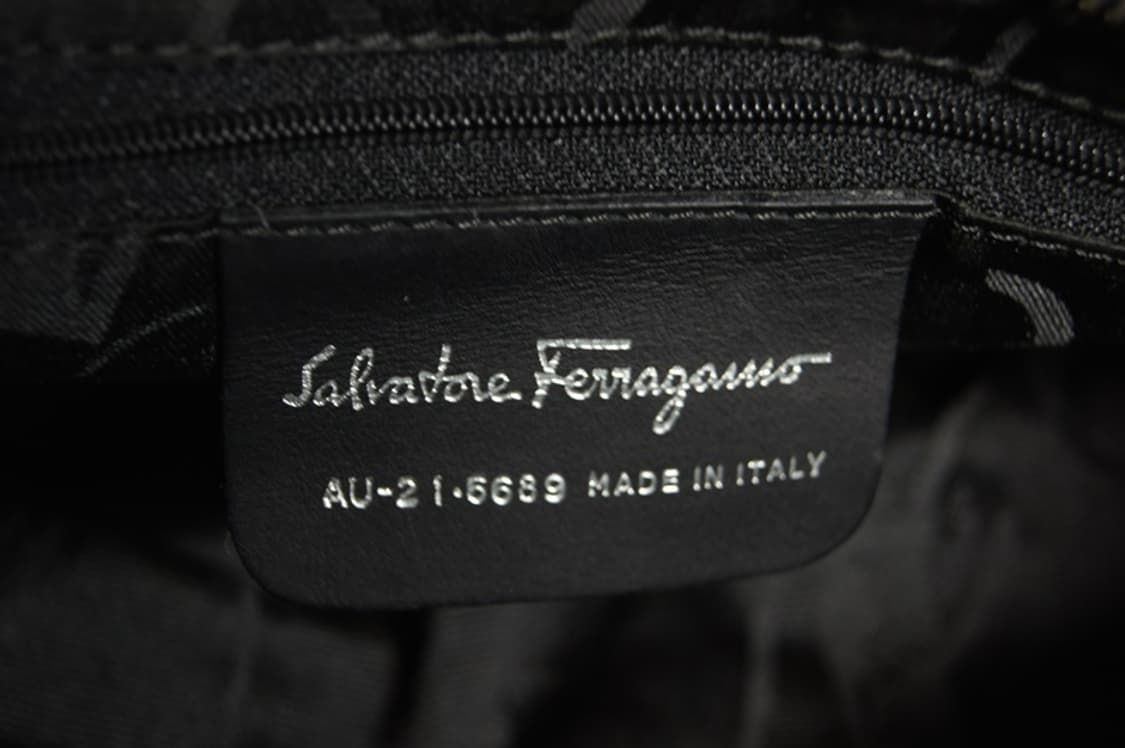 Salvatore Ferragamo
AU-21·6689 MADE IN ITALY